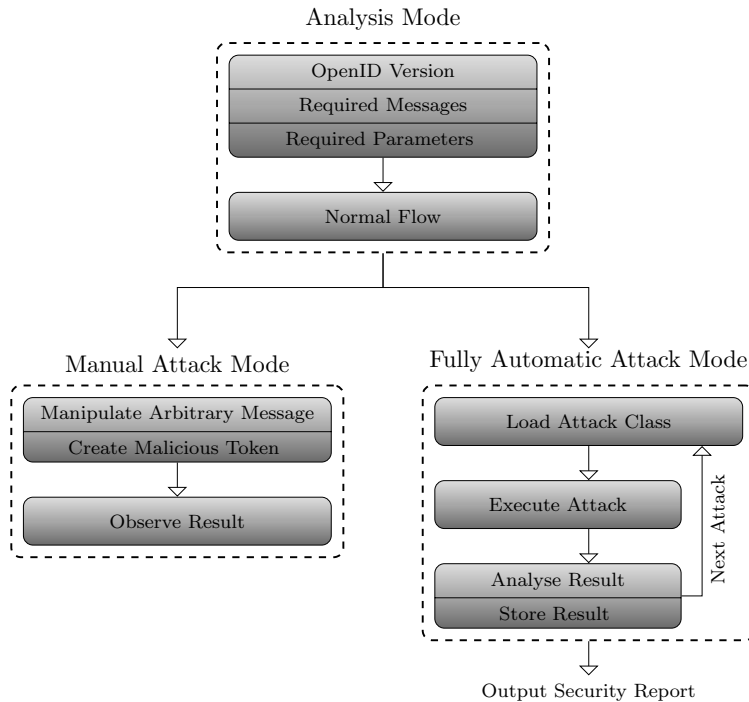 Analysis Mode
OpenID Version
Required Messages
Required Parameters
Normal Flow
Manual Attack Mode
Manipulate Arbitrary Message
Create Malicious Token
Observe Result
Fully Automatic Attack Mode
Load Attack Class
Execute Attack
Analyse Result
Store Result
Next Attack
Output Security Report